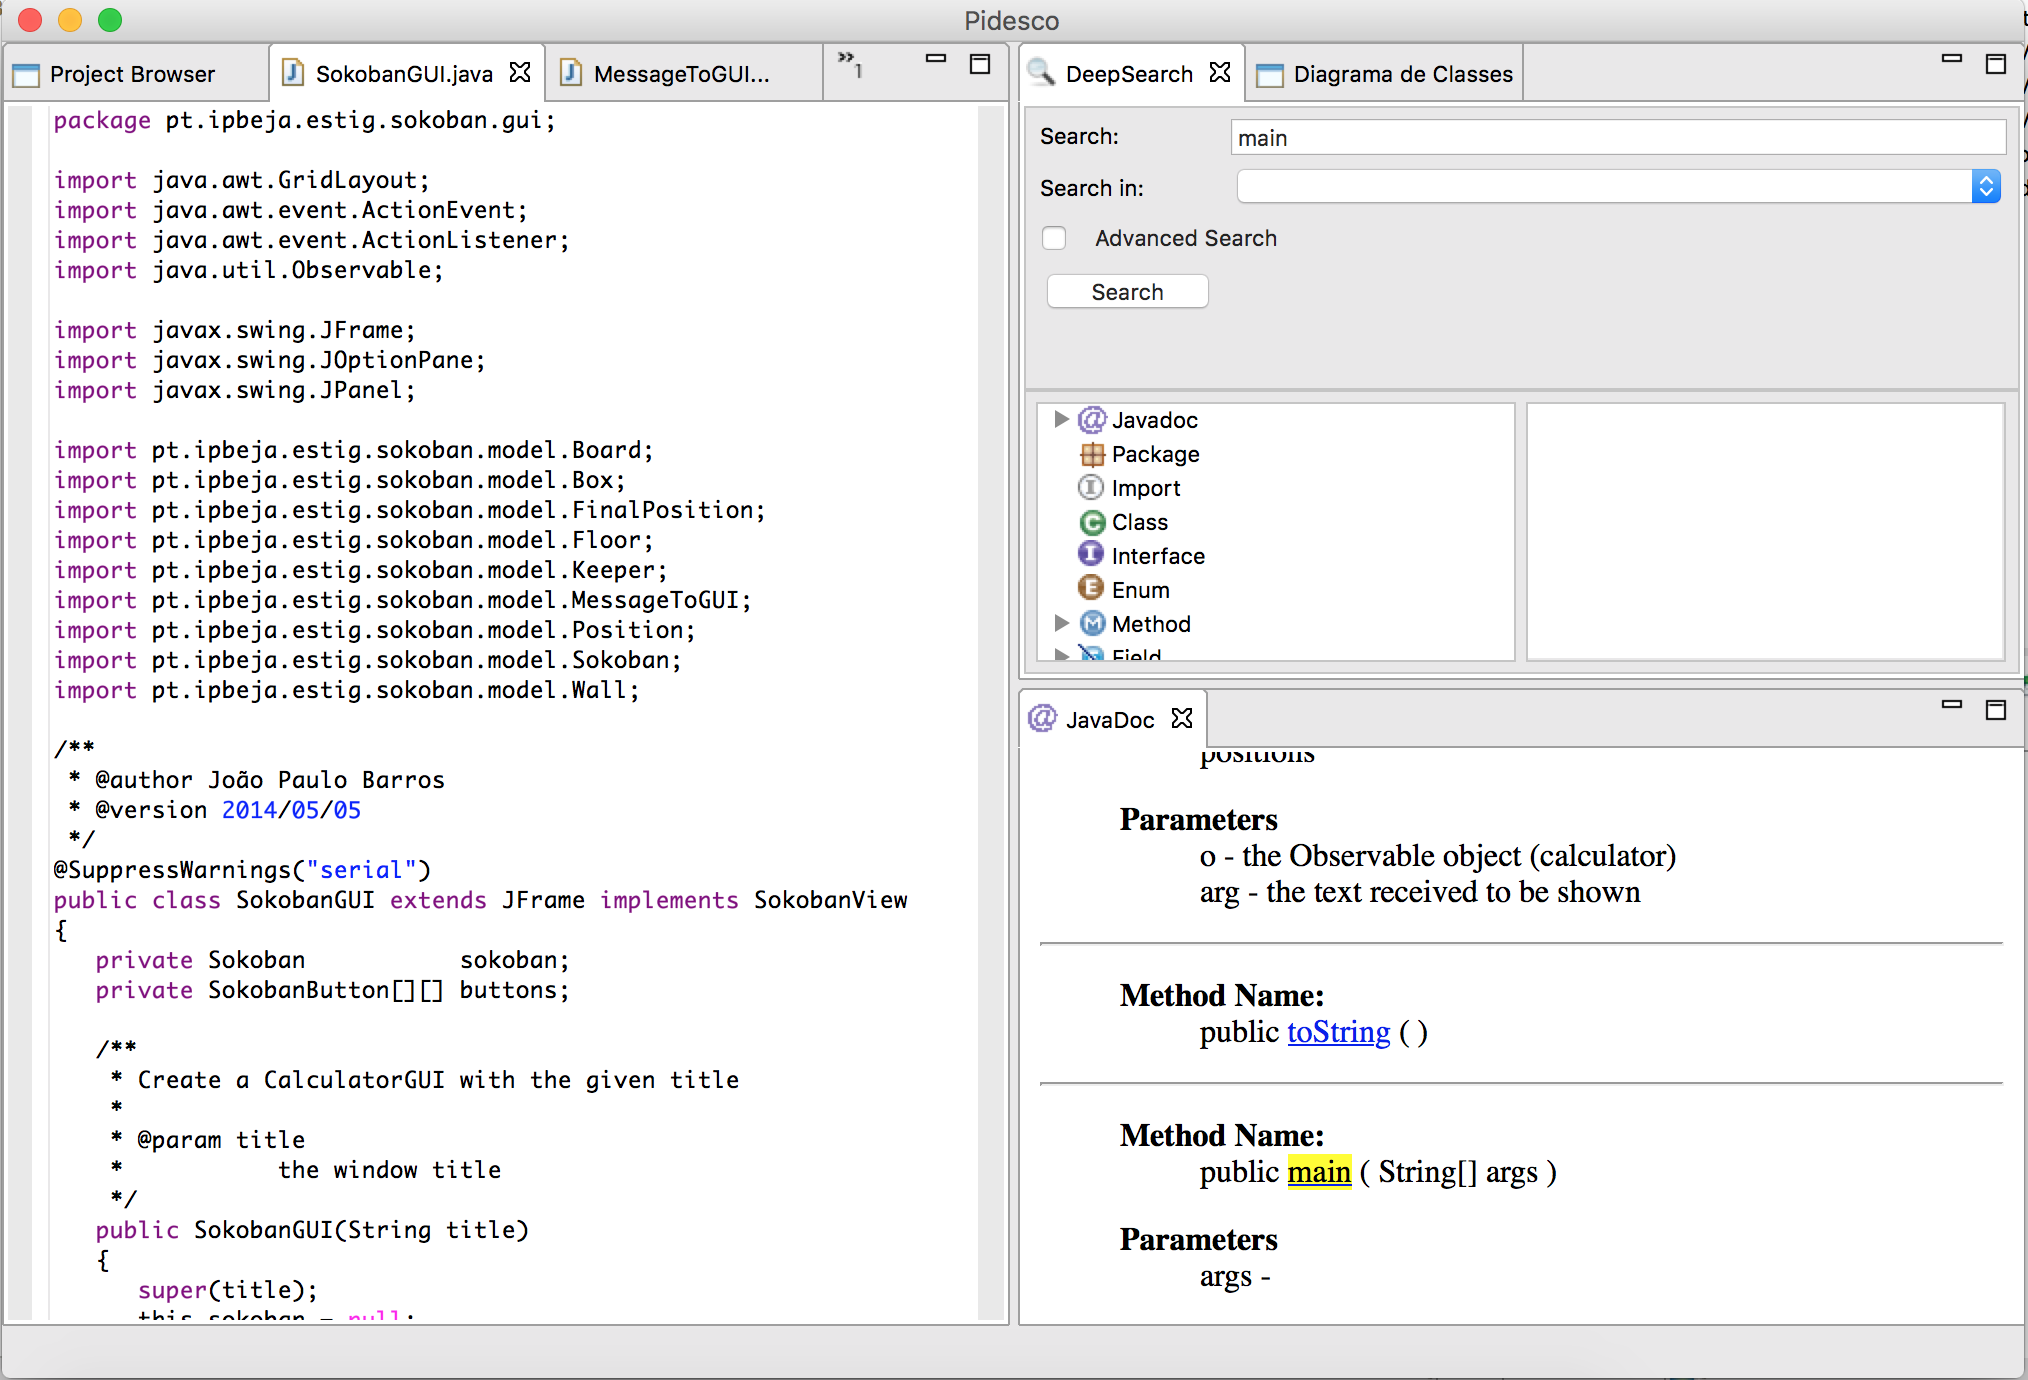 Pidesco
Project Browser
SokobanGUI.java
MessageToGUI...
»1
package pt.ipbeja.estig.sokoban.gui;
import java.awt.GridLayout;
import java.awt.event.ActionEvent;
import java.awt.event.ActionListener;
import java.util.Observable;
import javax.swing.JFrame;
import javax.swing.JOptionPane;
import javax.swing.JPanel;
import pt.ipbeja.estig.sokoban.model.Board;
import pt.ipbeja.estig.sokoban.model.Box;
import pt.ipbeja.estig.sokoban.model.FinalPosition;
import pt.ipbeja.estig.sokoban.model.Floor;
import pt.ipbeja.estig.sokoban.model.Keeper;
import pt.ipbeja.estig.sokoban.model.MessageToGUI;
import pt.ipbeja.estig.sokoban.model.Position;
import pt.ipbeja.estig.sokoban.model.Sokoban;
import pt.ipbeja.estig.sokoban.model.Wall;
/**
 * @author João Paulo Barros
 * @version 2014/05/05
 */
@SuppressWarnings("serial")
public class SokobanGUI extends JFrame implements SokobanView
{
   private Sokoban           sokoban;
   private SokobanButton[][] buttons;
   /**
    * Create a CalculatorGUI with the given title
    *
    * @param title
    *           the window title
    */
   public SokobanGUI(String title)
   {
      super(title);
      this.sokoban = null;
DeepSearch
Diagrama de Classes
Search:
main
Search in:
Advanced Search
Search
Javadoc
Package
Import
Class
Interface
Enum
Method
Field
JavaDoc
positions
Parameters
o - the Observable object (calculator)
arg - the text received to be shown
Method Name:
public toString ( )
Method Name:
public main ( String[] args )
Parameters
args -